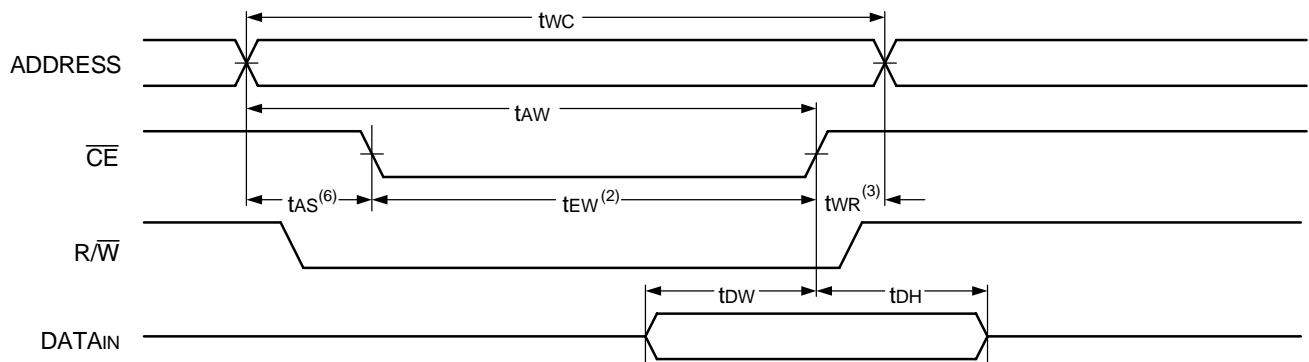 tWC
ADDRESS
tAW
CE
tAS(6) tEW(2) tWR(3)
R/W
tDW tDH
DATAIN